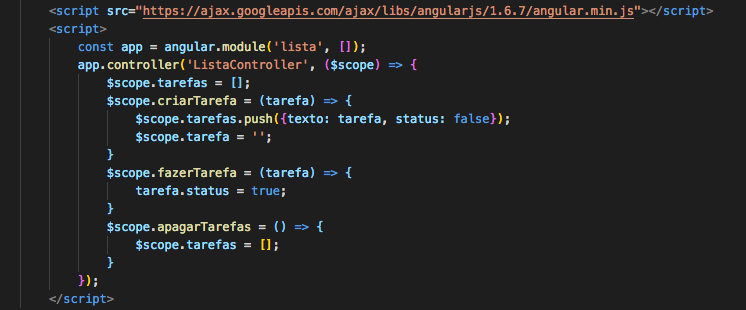 <script src="https://ajax.googleapis.com/ajax/libs/angularjs/1.6.7/angular.min.js"></script>
<script>
const app = angular.module('lista', []);
app.controller('ListaController', ($scope) => {
$scope.tarefas = [];
$scope.criarTarefa = (tarefa) => {
$scope.tarefas.push({texto: tarefa, status: false});
$scope.tarefa = '';
}
$scope.fazerTarefa = (tarefa) => {
tarefa.status = true;
}
$scope.apagarTarefas = () => {
$scope.tarefas = [];
}
});
</script>